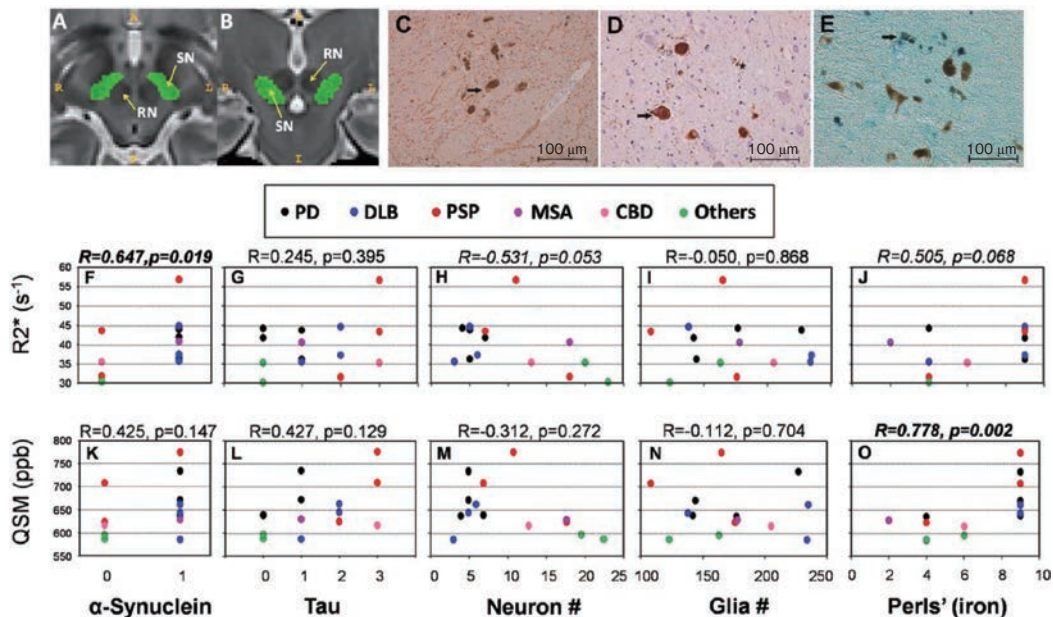 A
B
C
D
E
A
A
SN
RN
RN
R
L
R
L
RN
SN
SN
P
I
100 μm
100 μm
100 μm
PD DLB PSP MSA CBD Others
R=0.647,p=0.019
R=0.245, p=0.395
R=-0.531, p=0.053
R=-0.050, p=0.868
R=0.505, p=0.068
R2* (s⁻¹)
60
55
50
45
40
35
30
F
G
H
I
J
R=0.425, p=0.147
R=0.427, p=0.129
R=-0.312, p=0.272
R=-0.112, p=0.704
R=0.778, p=0.002
QSM (ppb)
800
750
700
650
600
550
K
L
M
N
O
0 1
0 1 2 3
0 5 10 15 20 25
100 150 200 250
0 2 4 6 8 10
α-Synuclein
Tau
Neuron #
Glia #
Perls' (iron)